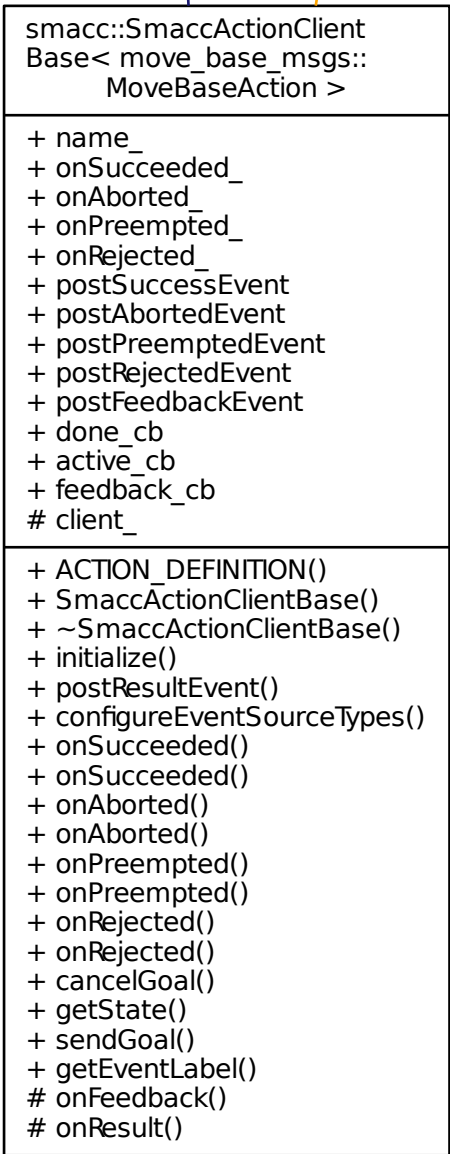 smacc::SmaccActionClient
Base< move_base_msgs::
MoveBaseAction >
+ name_
+ onSucceeded_
+ onAborted_
+ onPreempted_
+ onRejected_
+ postSuccessEvent
+ postAbortedEvent
+ postPreemptedEvent
+ postRejectedEvent
+ postFeedbackEvent
+ done_cb
+ active_cb
+ feedback_cb
# client_
+ ACTION_DEFINITION()
+ SmaccActionClientBase()
+ ~SmaccActionClientBase()
+ initialize()
+ postResultEvent()
+ configureEventSourceTypes()
+ onSucceeded()
+ onSucceeded()
+ onAborted()
+ onAborted()
+ onPreempted()
+ onPreempted()
+ onRejected()
+ onRejected()
+ cancelGoal()
+ getState()
+ sendGoal()
+ getEventLabel()
# onFeedback()
# onResult()